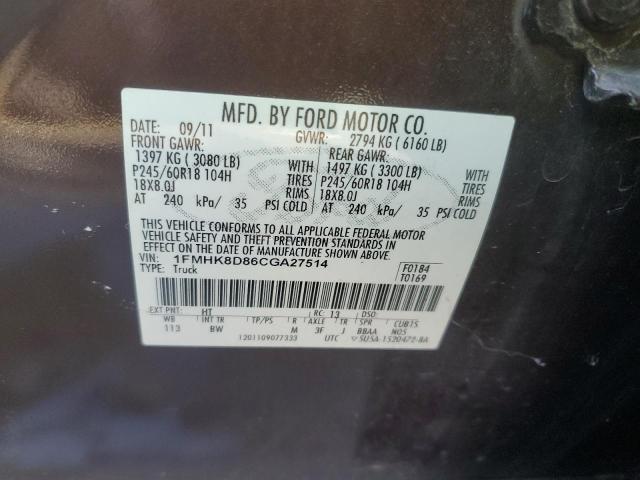 MFD. BY FORD MOTOR CO.
DATE: 09/11 GVWR: 2794 KG (6160 LB)
FRONT GAWR: REAR GAWR:
1397 KG (3080 LB) WITH 1497 KG (3300 LB) WITH
P245/60R18 104H TIRES P245/60R18 104H TIRES
18X8.0J RIMS 18X8.0J RIMS
AT 240 kPa/ 35 PSI COLD AT 240 kPa/ 35 PSI COLD
THIS VEHICLE CONFORMS TO ALL APPLICABLE FEDERAL MOTOR
VEHICLE SAFETY AND THEFT PREVENTION STANDARDS IN
EFFECT ON THE DATE OF MANUFACTURE SHOWN ABOVE.
VIN: 1FMHK8D86CGA27514 F0184
TYPE: Truck T0169
EXT PNT: HT RC: 13 DSO:
WB INT TR TP/PS R AXLE TR SPR CUB1S
113 BW M 3F J BBAA N05
1201109077333 UTC ▽ SU5A-1520472-BA